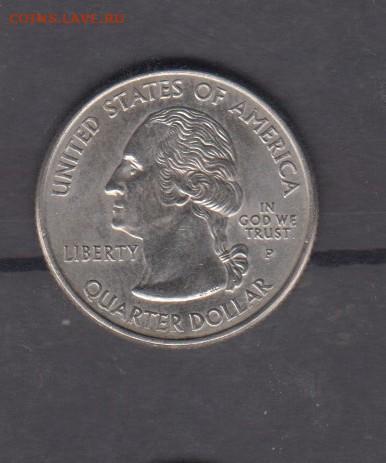 COINS.LAVE.RU
UNITED STATES OF AMERICA
LIBERTY
IN
GOD WE
TRUST
P
QUARTER DOLLAR